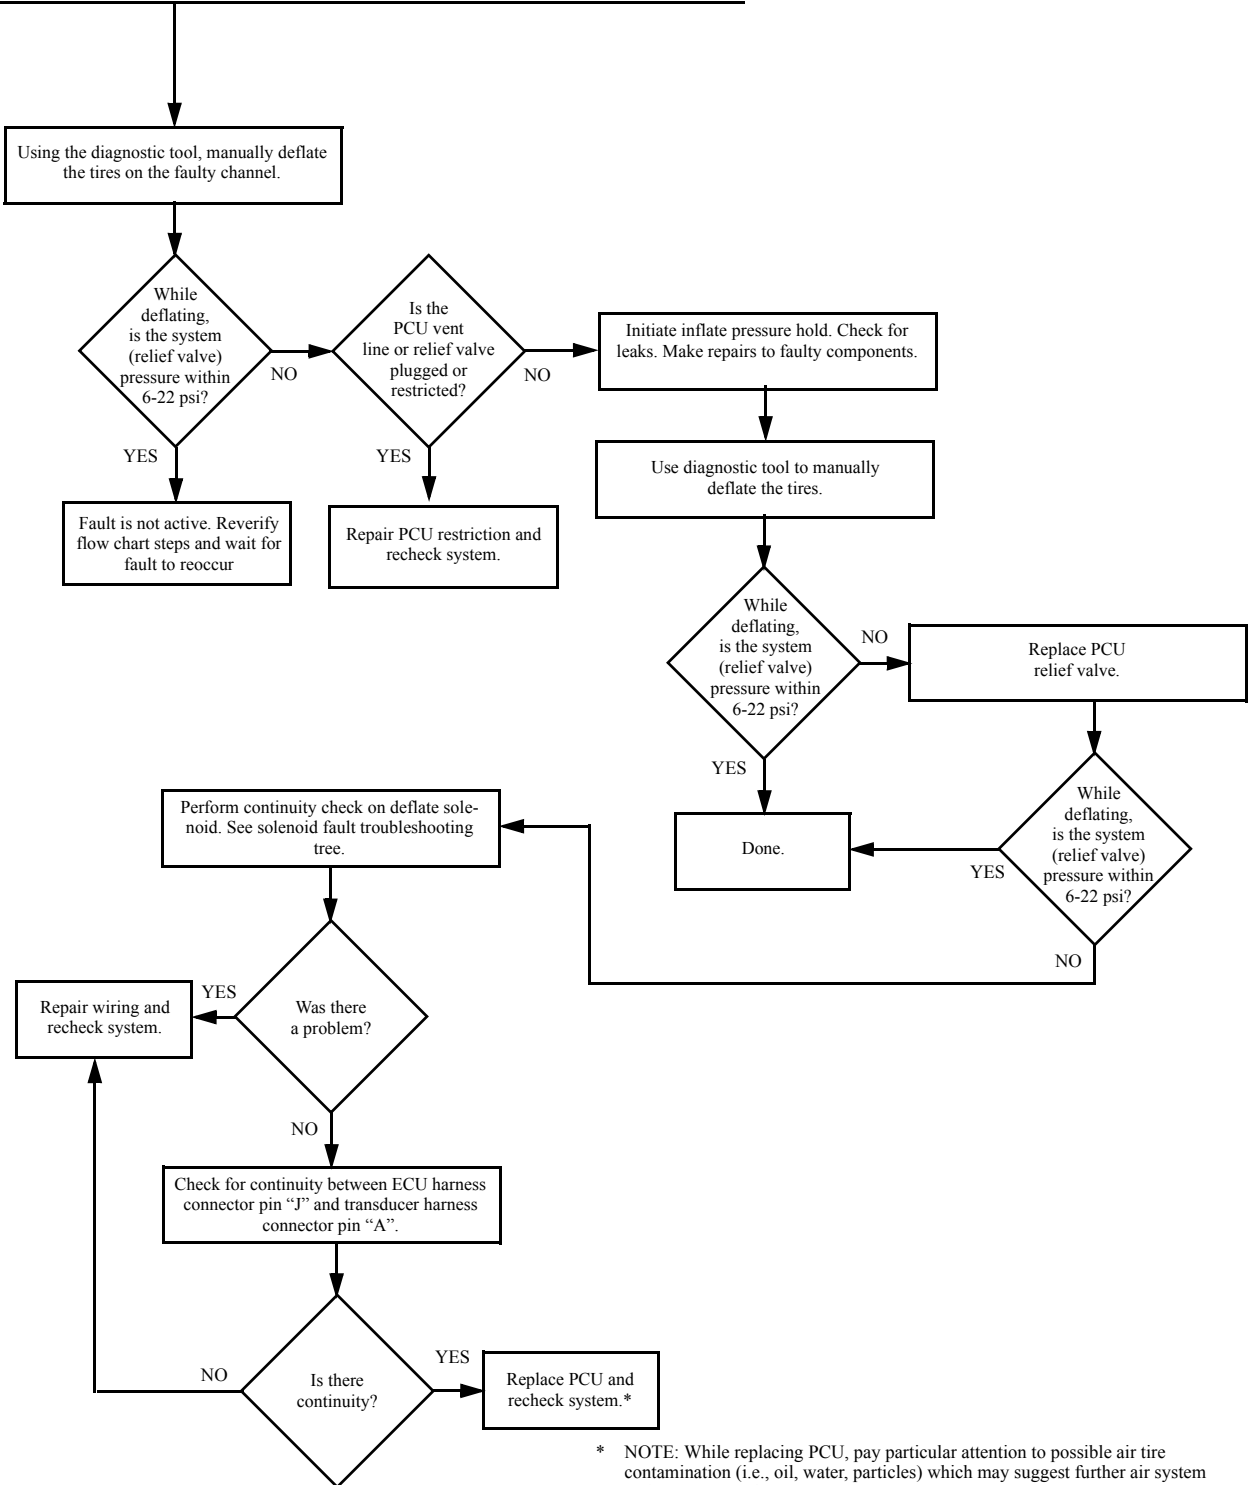 Using the diagnostic tool, manually deflate
the tires on the faulty channel.
While
deflating,
is the system
(relief valve)
pressure within
6-22 psi?
NO
YES
Fault is not active. Reverify
flow chart steps and wait for
fault to reoccur
Is the
PCU vent
line or relief valve
plugged or
restricted?
NO
YES
Repair PCU restriction and
recheck system.
Initiate inflate pressure hold. Check for
leaks. Make repairs to faulty components.
Use diagnostic tool to manually
deflate the tires.
While
deflating,
is the system
(relief valve)
pressure within
6-22 psi?
NO
YES
Replace PCU
relief valve.
While
deflating,
is the system
(relief valve)
pressure within
6-22 psi?
YES
NO
Done.
Perform continuity check on deflate sole-
noid. See solenoid fault troubleshooting
tree.
Was there
a problem?
YES
NO
Repair wiring and
recheck system.
Check for continuity between ECU harness
connector pin “J” and transducer harness
connector pin “A”.
Is there
continuity?
NO
YES
Replace PCU and
recheck system.*
* NOTE: While replacing PCU, pay particular attention to possible air tire
contamination (i.e., oil, water, particles) which may suggest further air system